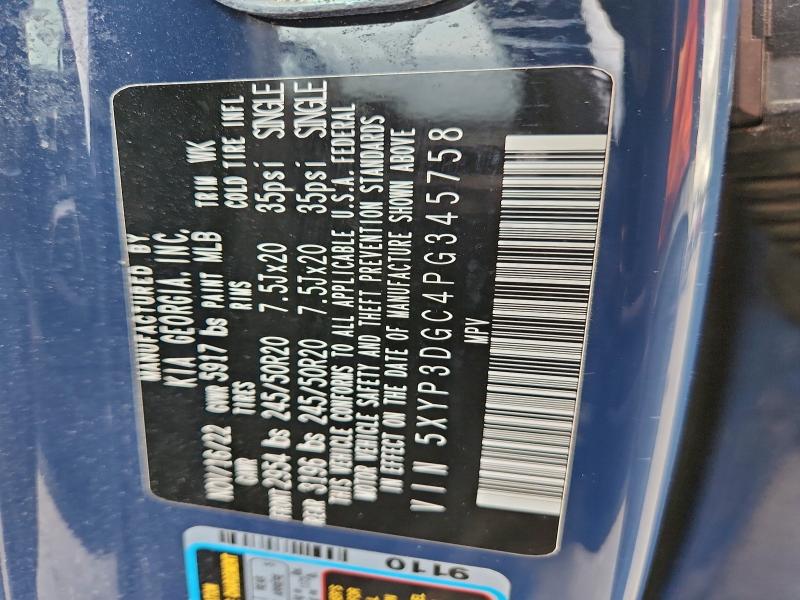 MANUFACTURED BY
KIA GEORGIA, INC.
NOV/16/22 GVWR 5917 lbs PAINT MLB TRIM WK
GAWR TIRES RIMS COLD TIRE INFL
FRONT 2954 lbs 245/50R20 7.5Jx20 35psi SINGLE
REAR 3196 lbs 245/50R20 7.5Jx20 35psi SINGLE
THIS VEHICLE CONFORMS TO ALL APPLICABLE U.S.A. FEDERAL
MOTOR VEHICLE SAFETY AND THEFT PREVENTION STANDARDS
IN EFFECT ON THE DATE OF MANUFACTURE SHOWN ABOVE
VIN 5XYP3DGC4PG345758
MPV
9110